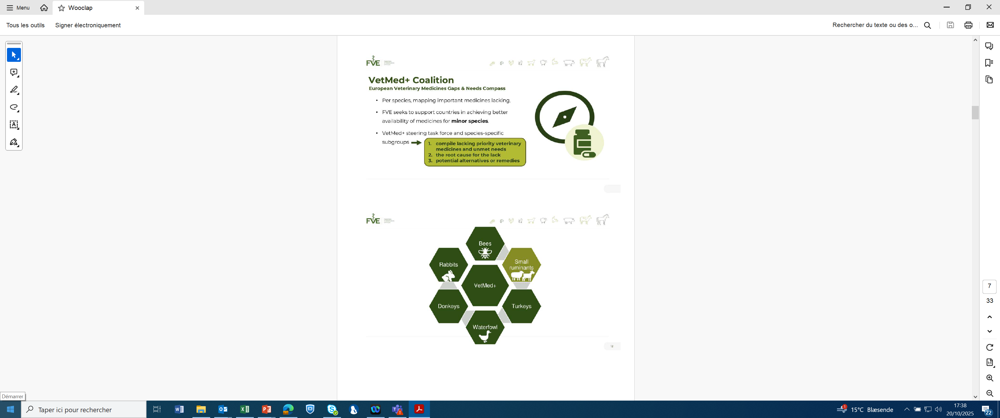 Menu
Wooclap
Tous les outils
Signer électroniquement
Rechercher du texte ou des o...
FVE
VetMed+ Coalition
European Veterinary Medicines Gaps & Needs Compass
• Per species, mapping important medicines lacking,
• FVE seeks to support countries in achieving better
availability of medicines for minor species.
• VetMed+ steering task force and species-specific
subgroups
1. compile lacking priority veterinary
medicines and unmet needs
2. the root cause for the lack
3. potential alternatives or remedies
FVE
Bees
Rabbits
Small
ruminants
VetMed+
Donkeys
Turkeys
Waterfowl
12
7
33
Démarrer
Taper ici pour rechercher
1
15°C Blæsende
17:38
20/10/2025
22